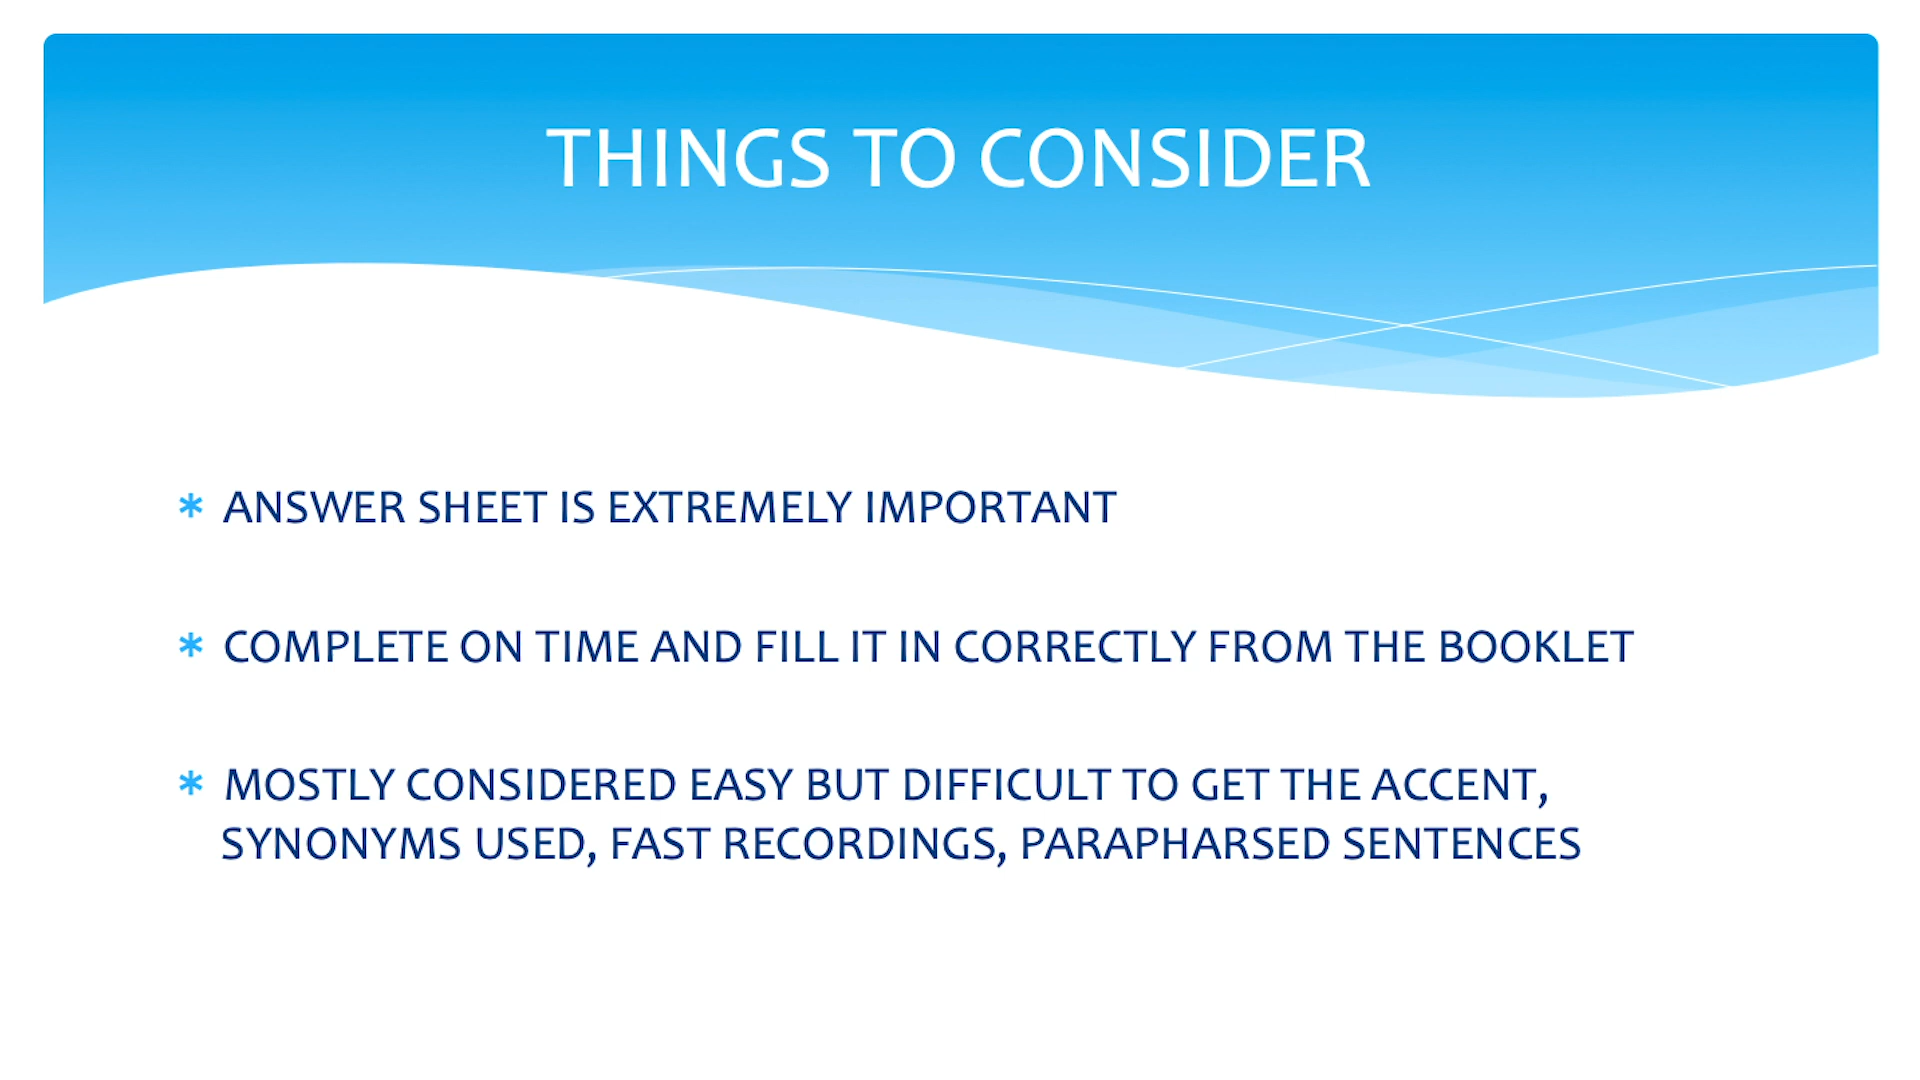 THINGS TO CONSIDER
* ANSWER SHEET IS EXTREMELY IMPORTANT
* COMPLETE ON TIME AND FILL IT IN CORRECTLY FROM THE BOOKLET
* MOSTLY CONSIDERED EASY BUT DIFFICULT TO GET THE ACCENT,
SYNONYMS USED, FAST RECORDINGS, PARAPHARSED SENTENCES